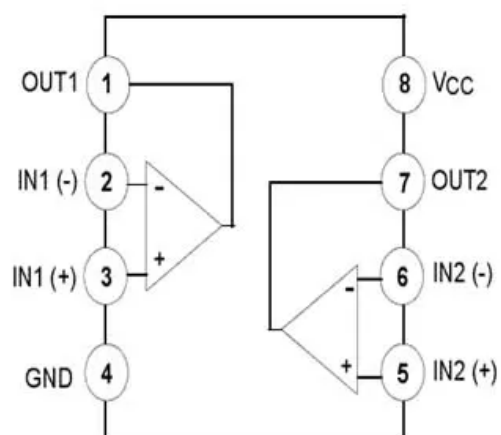 OUT1 1 8 VCC
IN1 (-) 2 - 7 OUT2
IN1 (+) 3 + - 6 IN2 (-)
GND 4 + 5 IN2 (+)